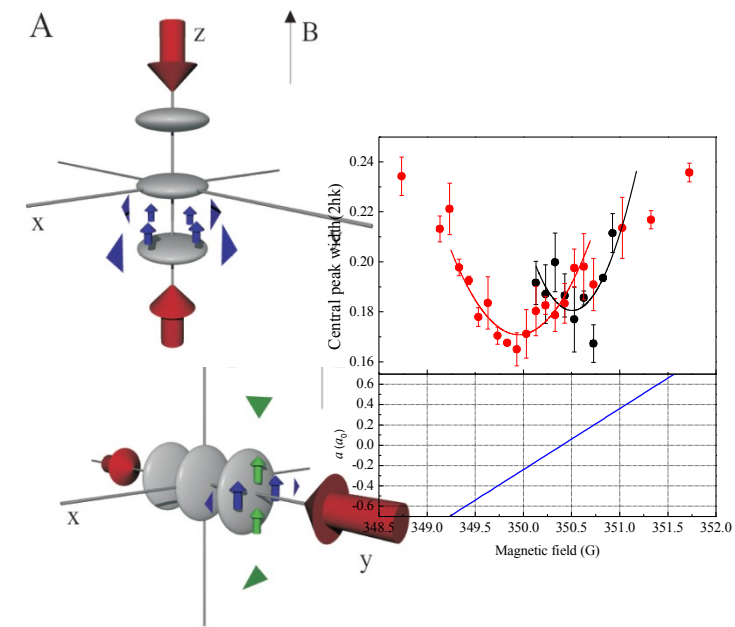 A
z
B
x
x
y
Central peak width(2hk)
0.24
0.22
0.20
0.18
0.16
a (a₀)
0.6
0.4
0.2
0.0
-0.2
-0.4
-0.6
348.5 349.0 349.5 350.0 350.5 351.0 351.5 352.0
Magnetic field (G)